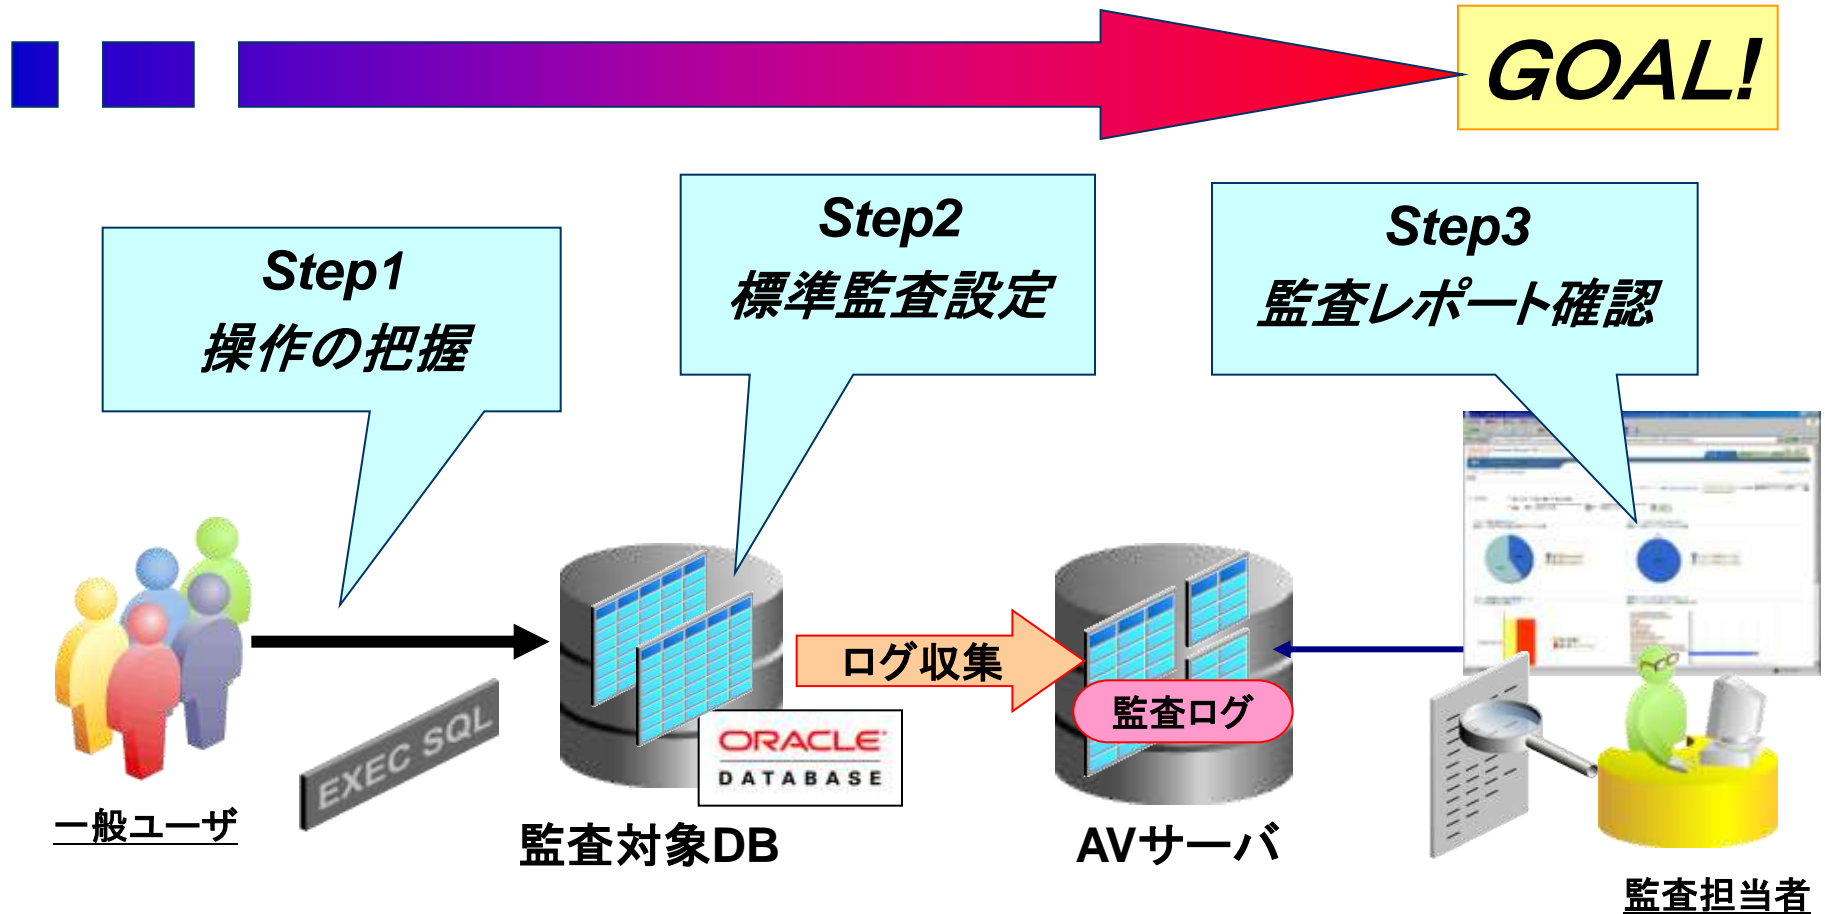 GOAL!
Step1
操作の把握
Step2
標準監査設定
Step3
監査レポート確認
EXEC SQL
ログ収集
監査ログ
ORACLE
DATABASE
一般ユーザ
監査対象DB
AVサーバ
監査担当者